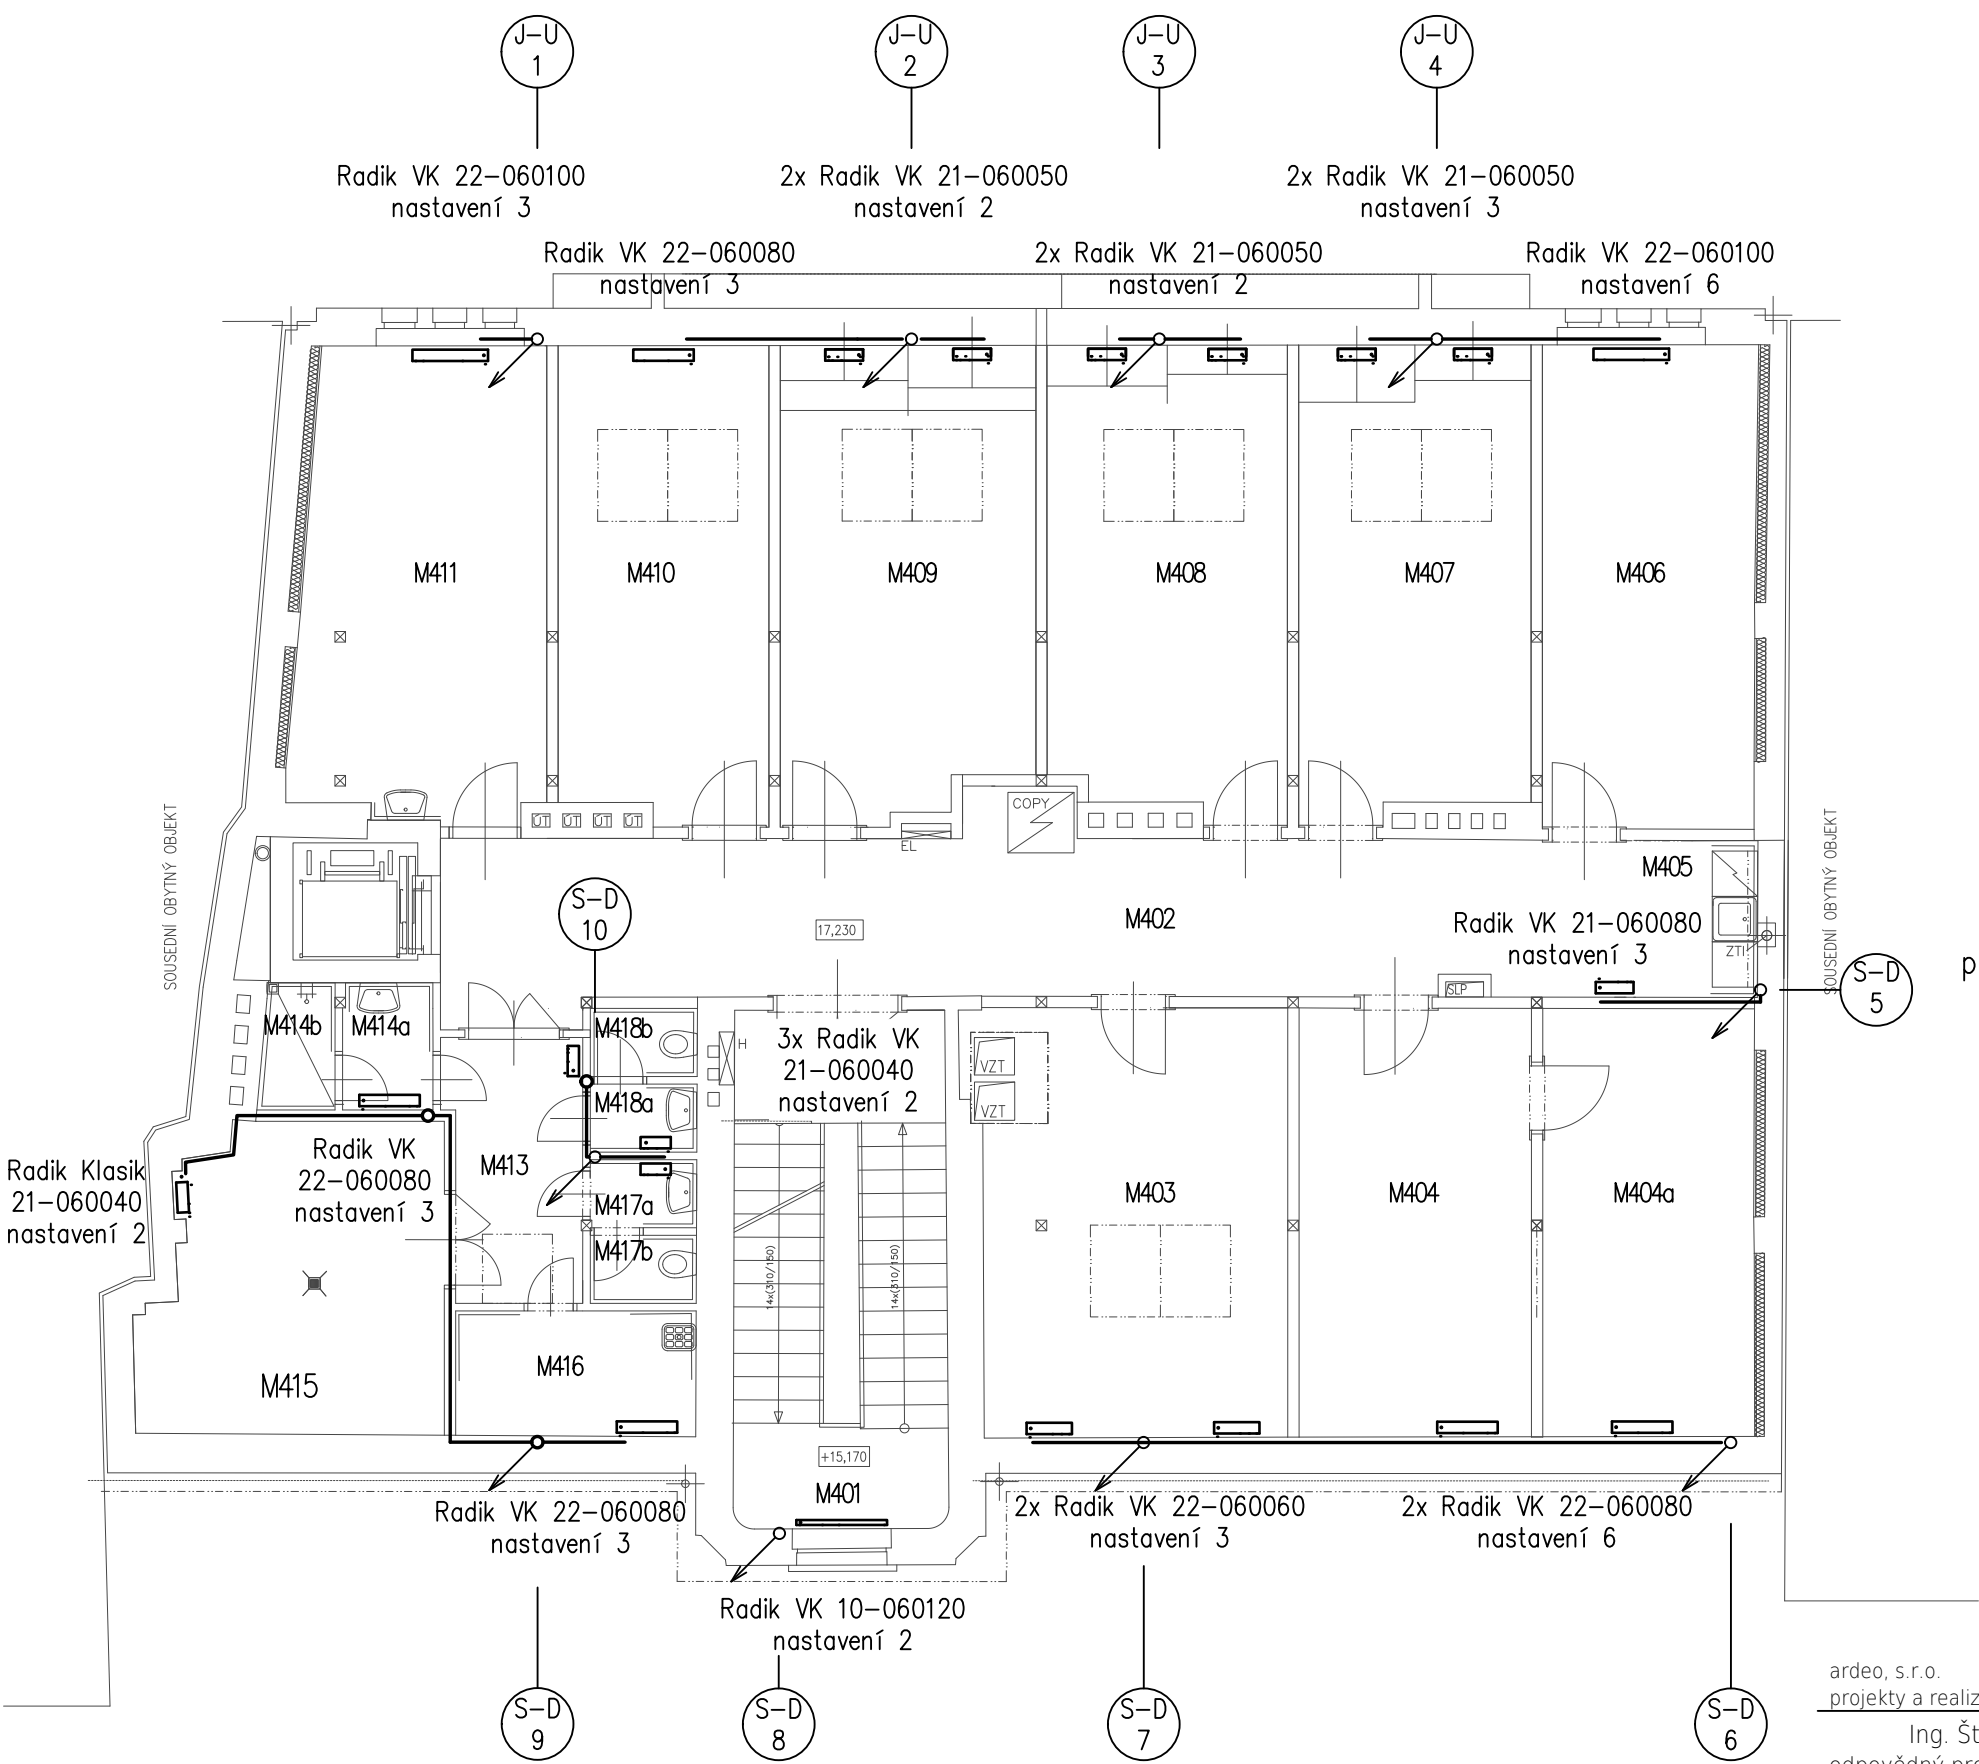 J-U
1
J-U
2
J-U
3
J-U
4
Radik VK 22-060100
nastavení 3
2x Radik VK 21-060050
nastavení 2
2x Radik VK 21-060050
nastavení 3
Radik VK 22-060080
nastavení 3
2x Radik VK 21-060050
nastavení 2
Radik VK 22-060100
nastavení 6
M411
M410
M409
M408
M407
M406
SOUSEDNÍ OBYTNÝ OBJEKT
SOUSEDNÍ OBYTNÝ OBJEKT
ÚT
ÚT
ÚT
ÚT
COPY
EL
M405
S-D
10
17,230
M402
Radik VK 21-060080
nastavení 3
ZTI
SLP
S-D
5
p
M414b
M414a
M418b
H
3x Radik VK
21-060040
nastavení 2
VZT
VZT
M418a
Radik Klasik
21-060040
nastavení 2
Radik VK
22-060080
nastavení 3
M413
M417a
M417b
M403
M404
M404a
14x(310/150)
14x(310/150)
M415
M416
+15,170
M401
Radik VK 22-060080
nastavení 3
2x Radik VK 22-060060
nastavení 3
2x Radik VK 22-060080
nastavení 6
Radik VK 10-060120
nastavení 2
S-D
9
S-D
8
S-D
7
S-D
6
ardeo, s.r.o.
projekty a realiz
Ing. Št
odpovědný pro